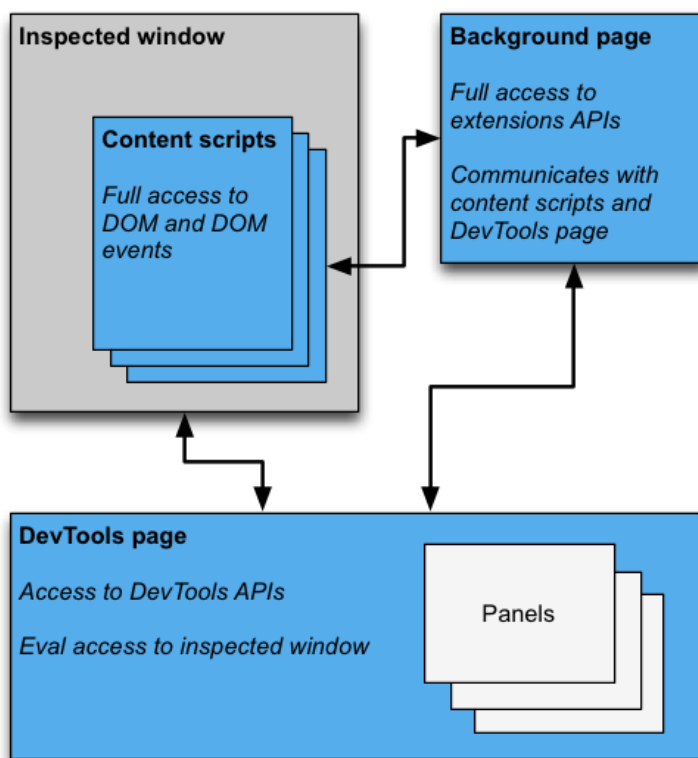 Inspected window
Content scripts
Full access to
DOM and DOM
events
Background page
Full access to
extensions APIs
Communicates with
content scripts and
DevTools page
DevTools page
Access to DevTools APIs
Eval access to inspected window
Panels